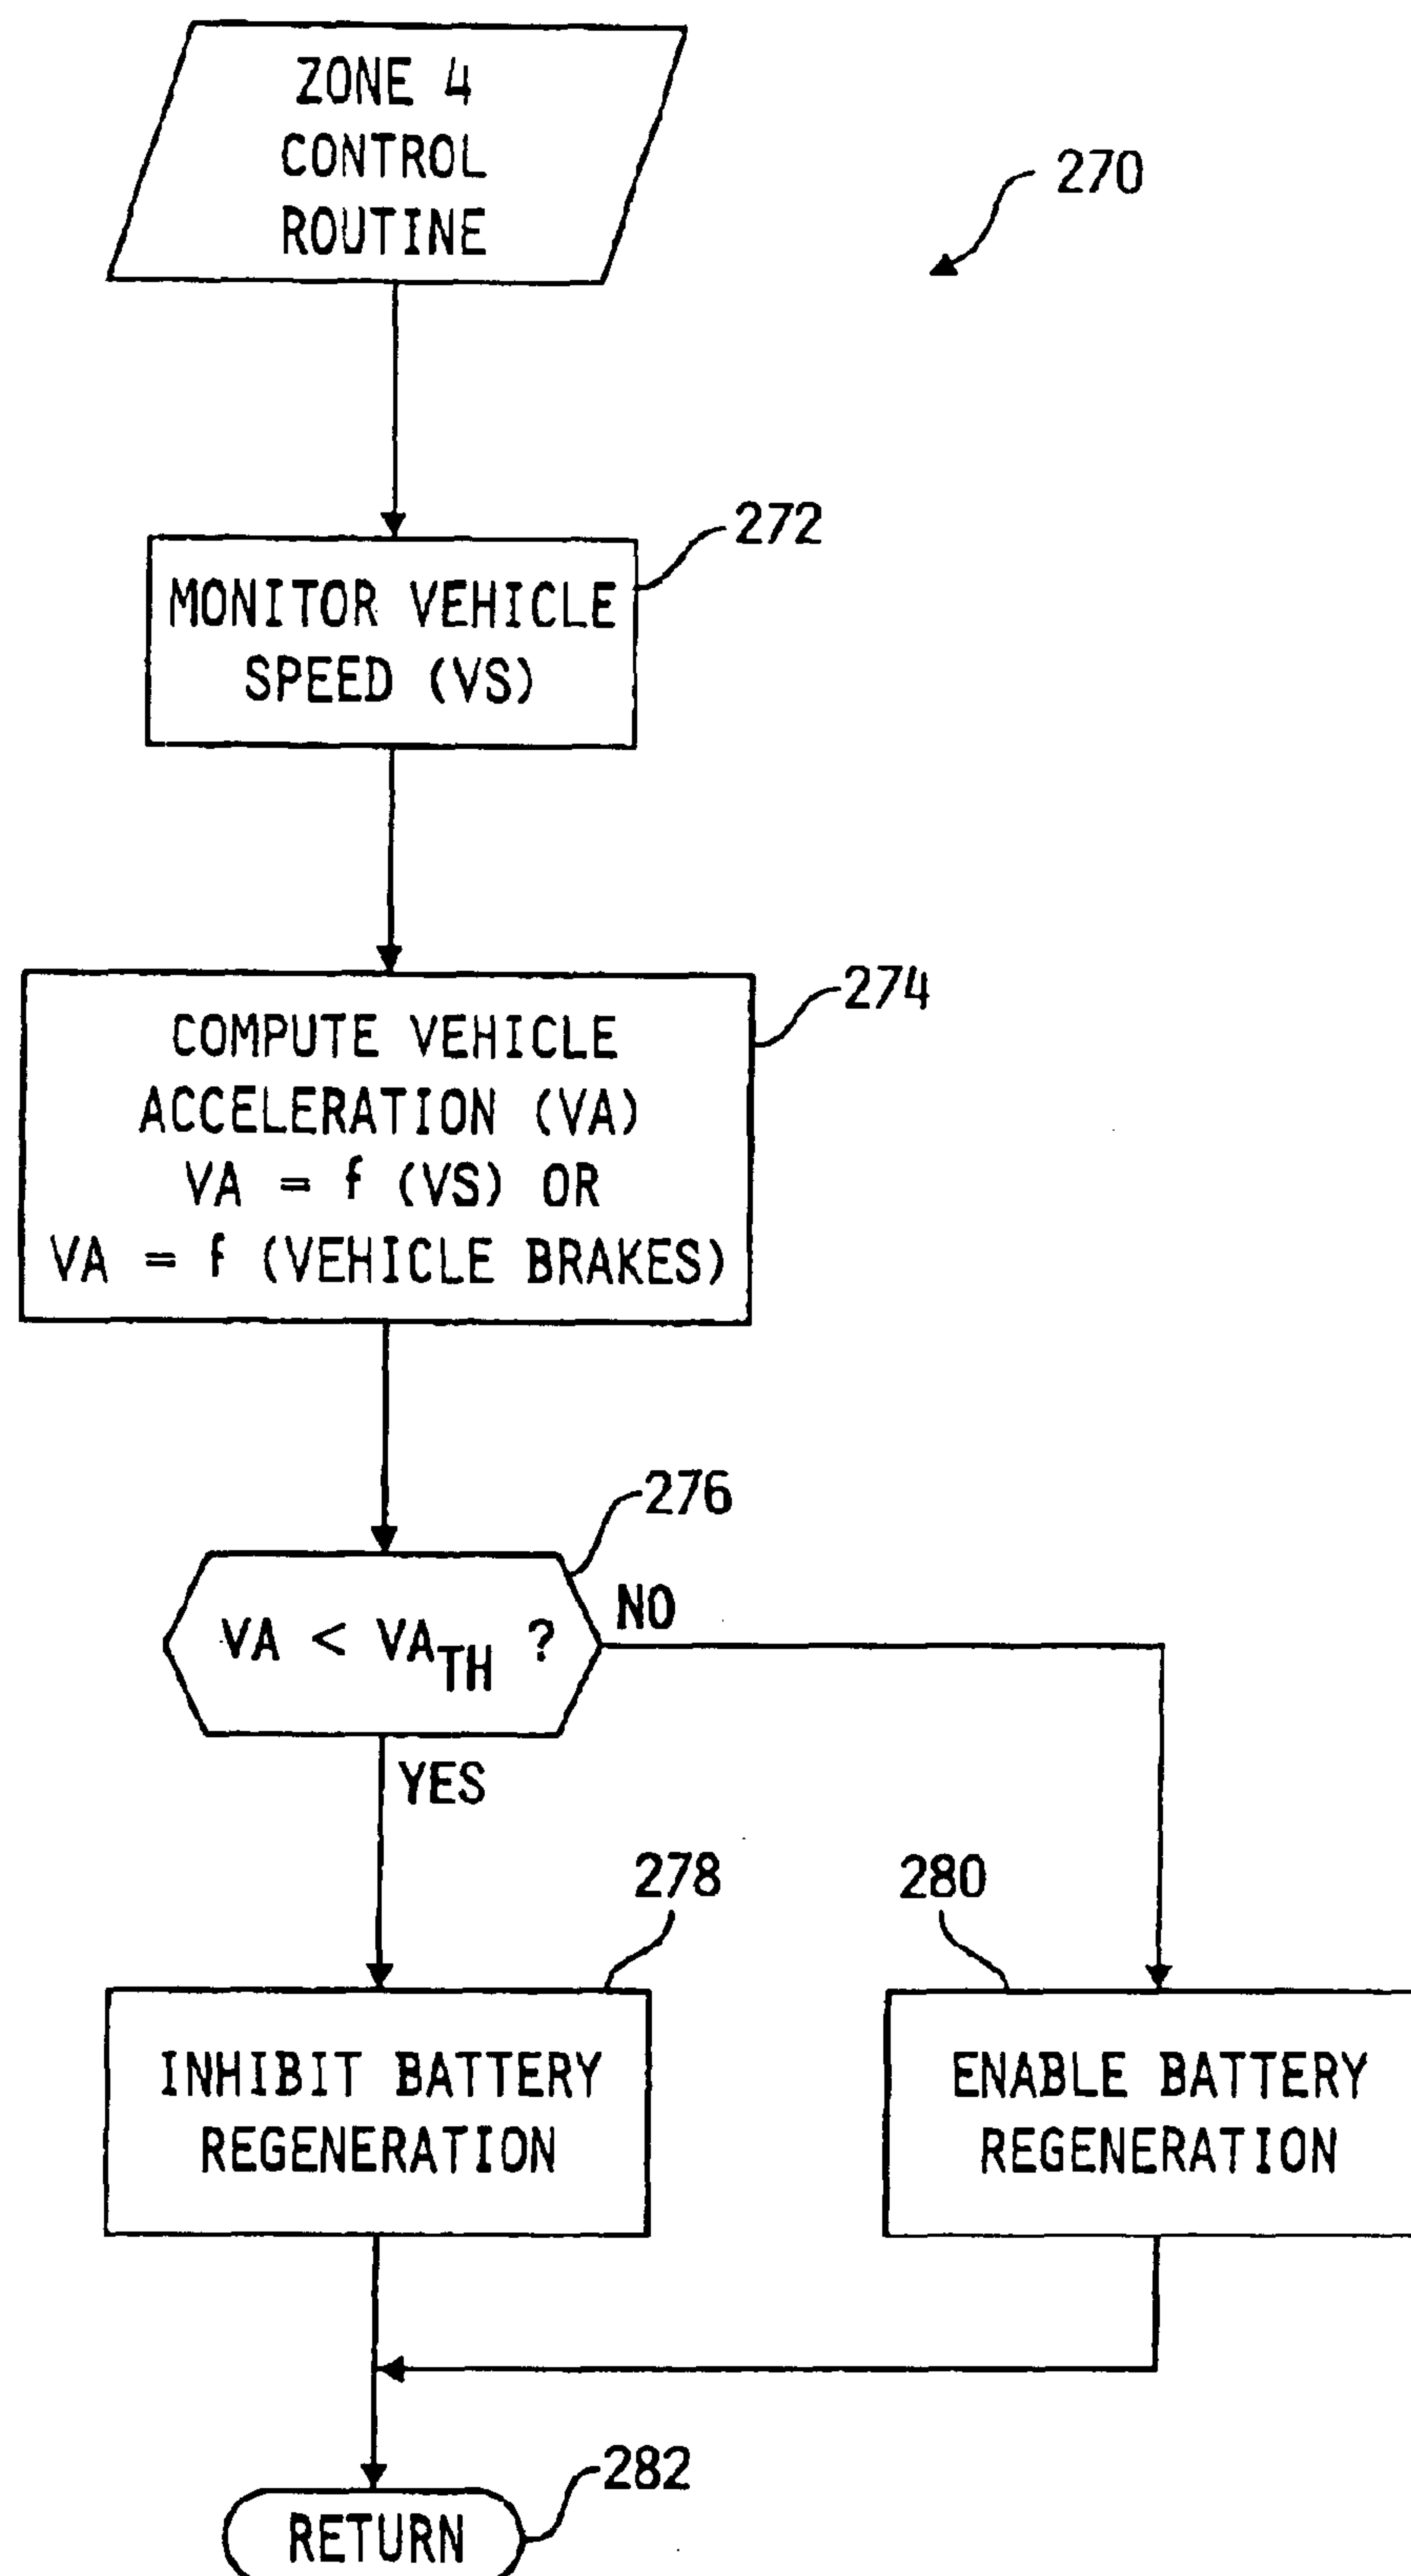 ZONE 4
CONTROL
ROUTINE
270
272
MONITOR VEHICLE
SPEED (VS)
274
COMPUTE VEHICLE
ACCELERATION (VA)
VA = f (VS) OR
VA = f (VEHICLE BRAKES)
276
VA < VATH ?
NO
YES
278
280
INHIBIT BATTERY
REGENERATION
ENABLE BATTERY
REGENERATION
282
RETURN